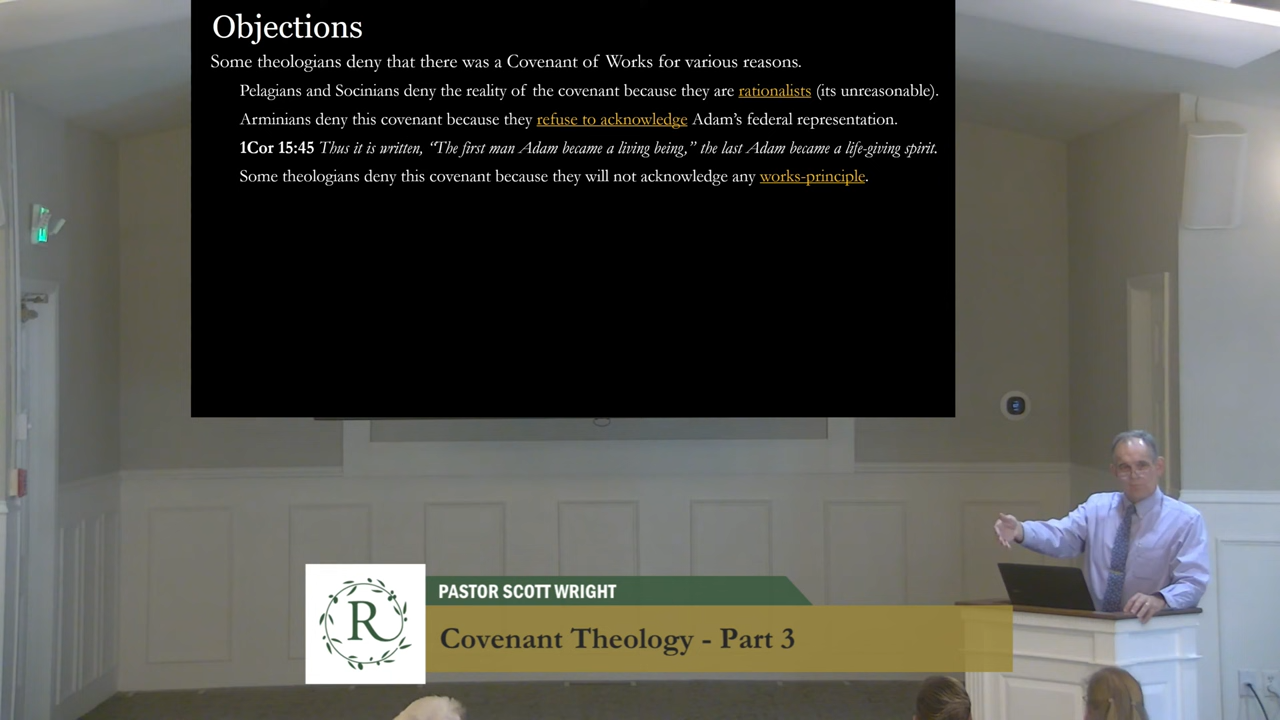 Objections
Some theologians deny that there was a Covenant of Works for various reasons.
Pelagians and Socinians deny the reality of the covenant because they are rationalists (its unreasonable).
Arminians deny this covenant because they refuse to acknowledge Adam's federal representation.
1Cor 15:45 Thus it is written, “The first man Adam became a living being,” the last Adam became a life-giving spirit.
Some theologians deny this covenant because they will not acknowledge any works-principle.
R
PASTOR SCOTT WRIGHT
Covenant Theology - Part 3